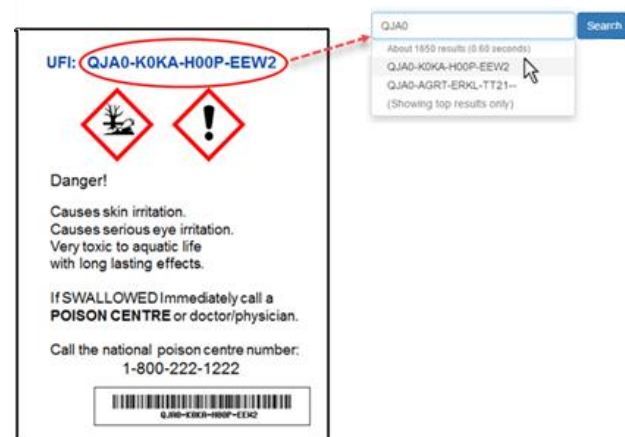 UFI: QJA0-K0KA-H00P-EEW2
Danger!
Causes skin irritation.
Causes serious eye irritation.
Very toxic to aquatic life
with long lasting effects.
If SWALLOWED Immediately call a
POISON CENTRE or doctor/physician.
Call the national poison centre number:
1-800-222-1222
QJA0-K0KA-H00P-EEW2
QJA0
Search
About 1650 results (0.60 seconds)
QJA0-K0KA-H00P-EEW2
QJA0-AGRT-ERKL-TT21--
(Showing top results only)